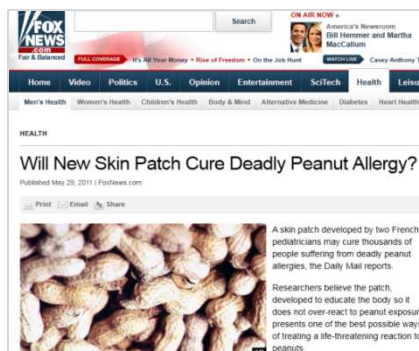 FOX
NEWS
.com
Fair & Balanced
Search
ON AIR NOW »
America's Newsroom
Bill Hemmer and Martha
MacCallum
FULL COVERAGE
It's All Your Money • Rise of Freedom • On the Job Hunt
WATCH LIVE
Casey Anthony T
Home Video Politics U.S. Opinion Entertainment SciTech Health Leisu
Men's Health Women's Health Children's Health Body & Mind Alternative Medicine Diabetes Heart Health
HEALTH
Will New Skin Patch Cure Deadly Peanut Allergy?
Published May 29, 2011 | FoxNews.com
Print Email Share
A skin patch developed by two French
pediatricians may cure thousands of
people suffering from deadly peanut
allergies, the Daily Mail reports.
Researchers believe the patch,
developed to educate the body so it
does not over-react to peanut exposur
presents one of the best possible ways
of treating a life-threatening reaction to
peanuts.